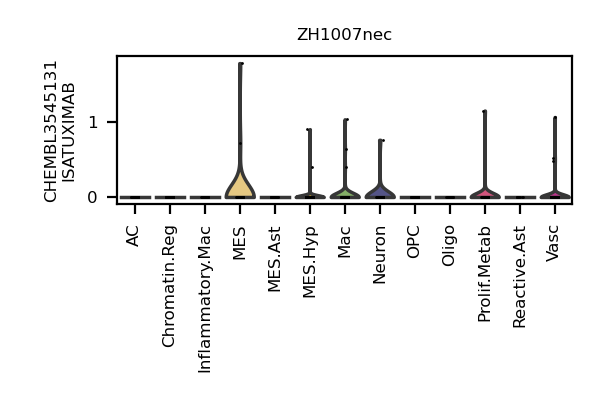 ZH1007nec
CHEMBL3545131
ISATUXIMAB
1
0
AC
Chromatin.Reg
Inflammatory.Mac
MES
MES.Ast
MES.Hyp
Mac
Neuron
OPC
Oligo
Prolif.Metab
Reactive.Ast
Vasc